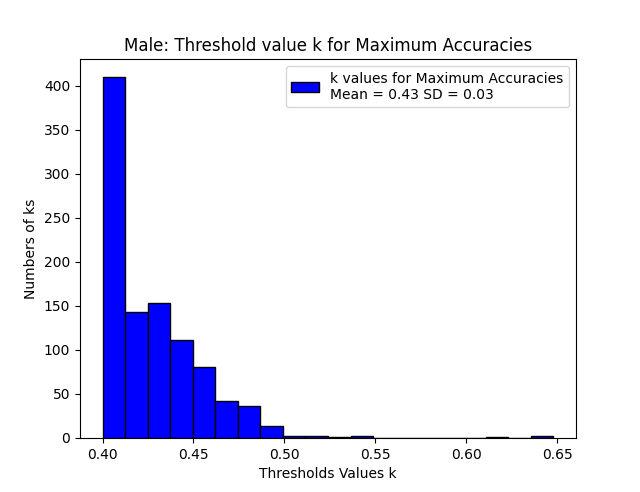 Male: Threshold value k for Maximum Accuracies
k values for Maximum Accuracies
Mean = 0.43 SD = 0.03
400
350
300
250
200
150
100
50
0
Numbers of ks
0.40 0.45 0.50 0.55 0.60 0.65
Thresholds Values k